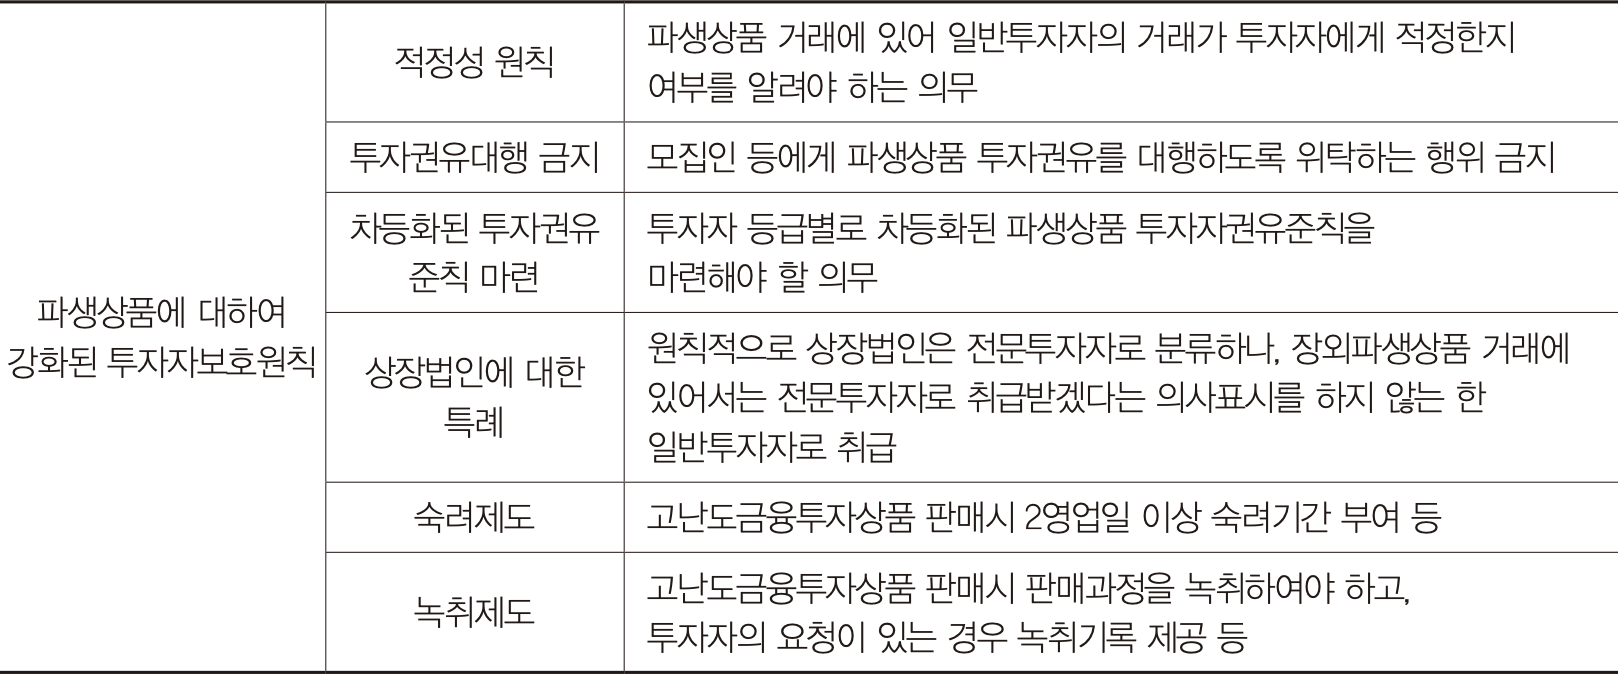 파생상품에 대하여
강화된 투자자보호원칙
적정성 원칙
파생상품 거래에 있어 일반투자자의 거래가 투자자에게 적정한지
여부를 알려야 하는 의무
투자권유대행 금지
모집인 등에게 파생상품 투자권유를 대행하도록 위탁하는 행위 금지
차등화된 투자권유
준칙 마련
투자자 등급별로 차등화된 파생상품 투자자권유준칙을
마련해야 할 의무
상장법인에 대한
특례
원칙적으로 상장법인은 전문투자자로 분류하나, 장외파생상품 거래에
있어서는 전문투자자로 취급받겠다는 의사표시를 하지 않는 한
일반투자자로 취급
숙려제도
고난도금융투자상품 판매시 2영업일 이상 숙려기간 부여 등
녹취제도
고난도금융투자상품 판매시 판매과정을 녹취하여야 하고,
투자자의 요청이 있는 경우 녹취기록 제공 등